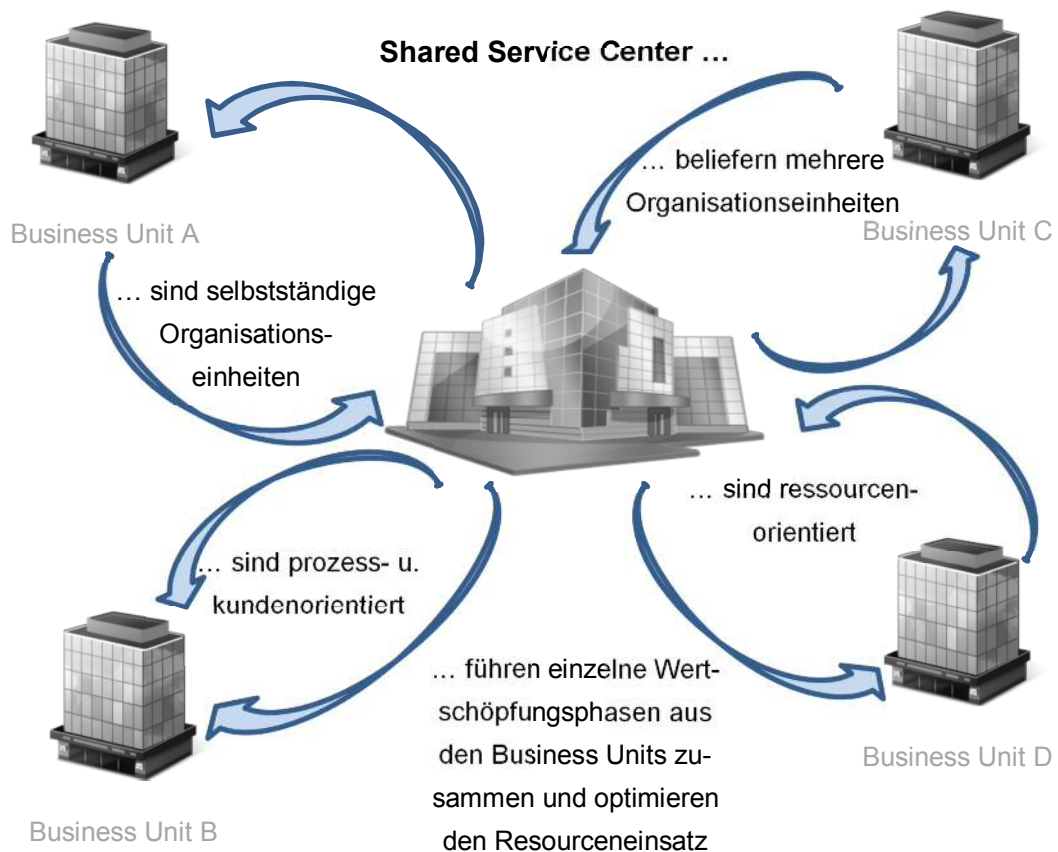 Shared Service Center …
… beliefern mehrere
Organisationseinheiten
Business Unit A
Business Unit C
… sind selbstständige
Organisations-
einheiten
… sind ressourcen-
orientiert
… sind prozess- u.
kundenorientiert
… führen einzelne Wert-
schöpfungsphasen aus
den Business Units zu-
sammen und optimieren
den Resourceneinsatz
Business Unit D
Business Unit B